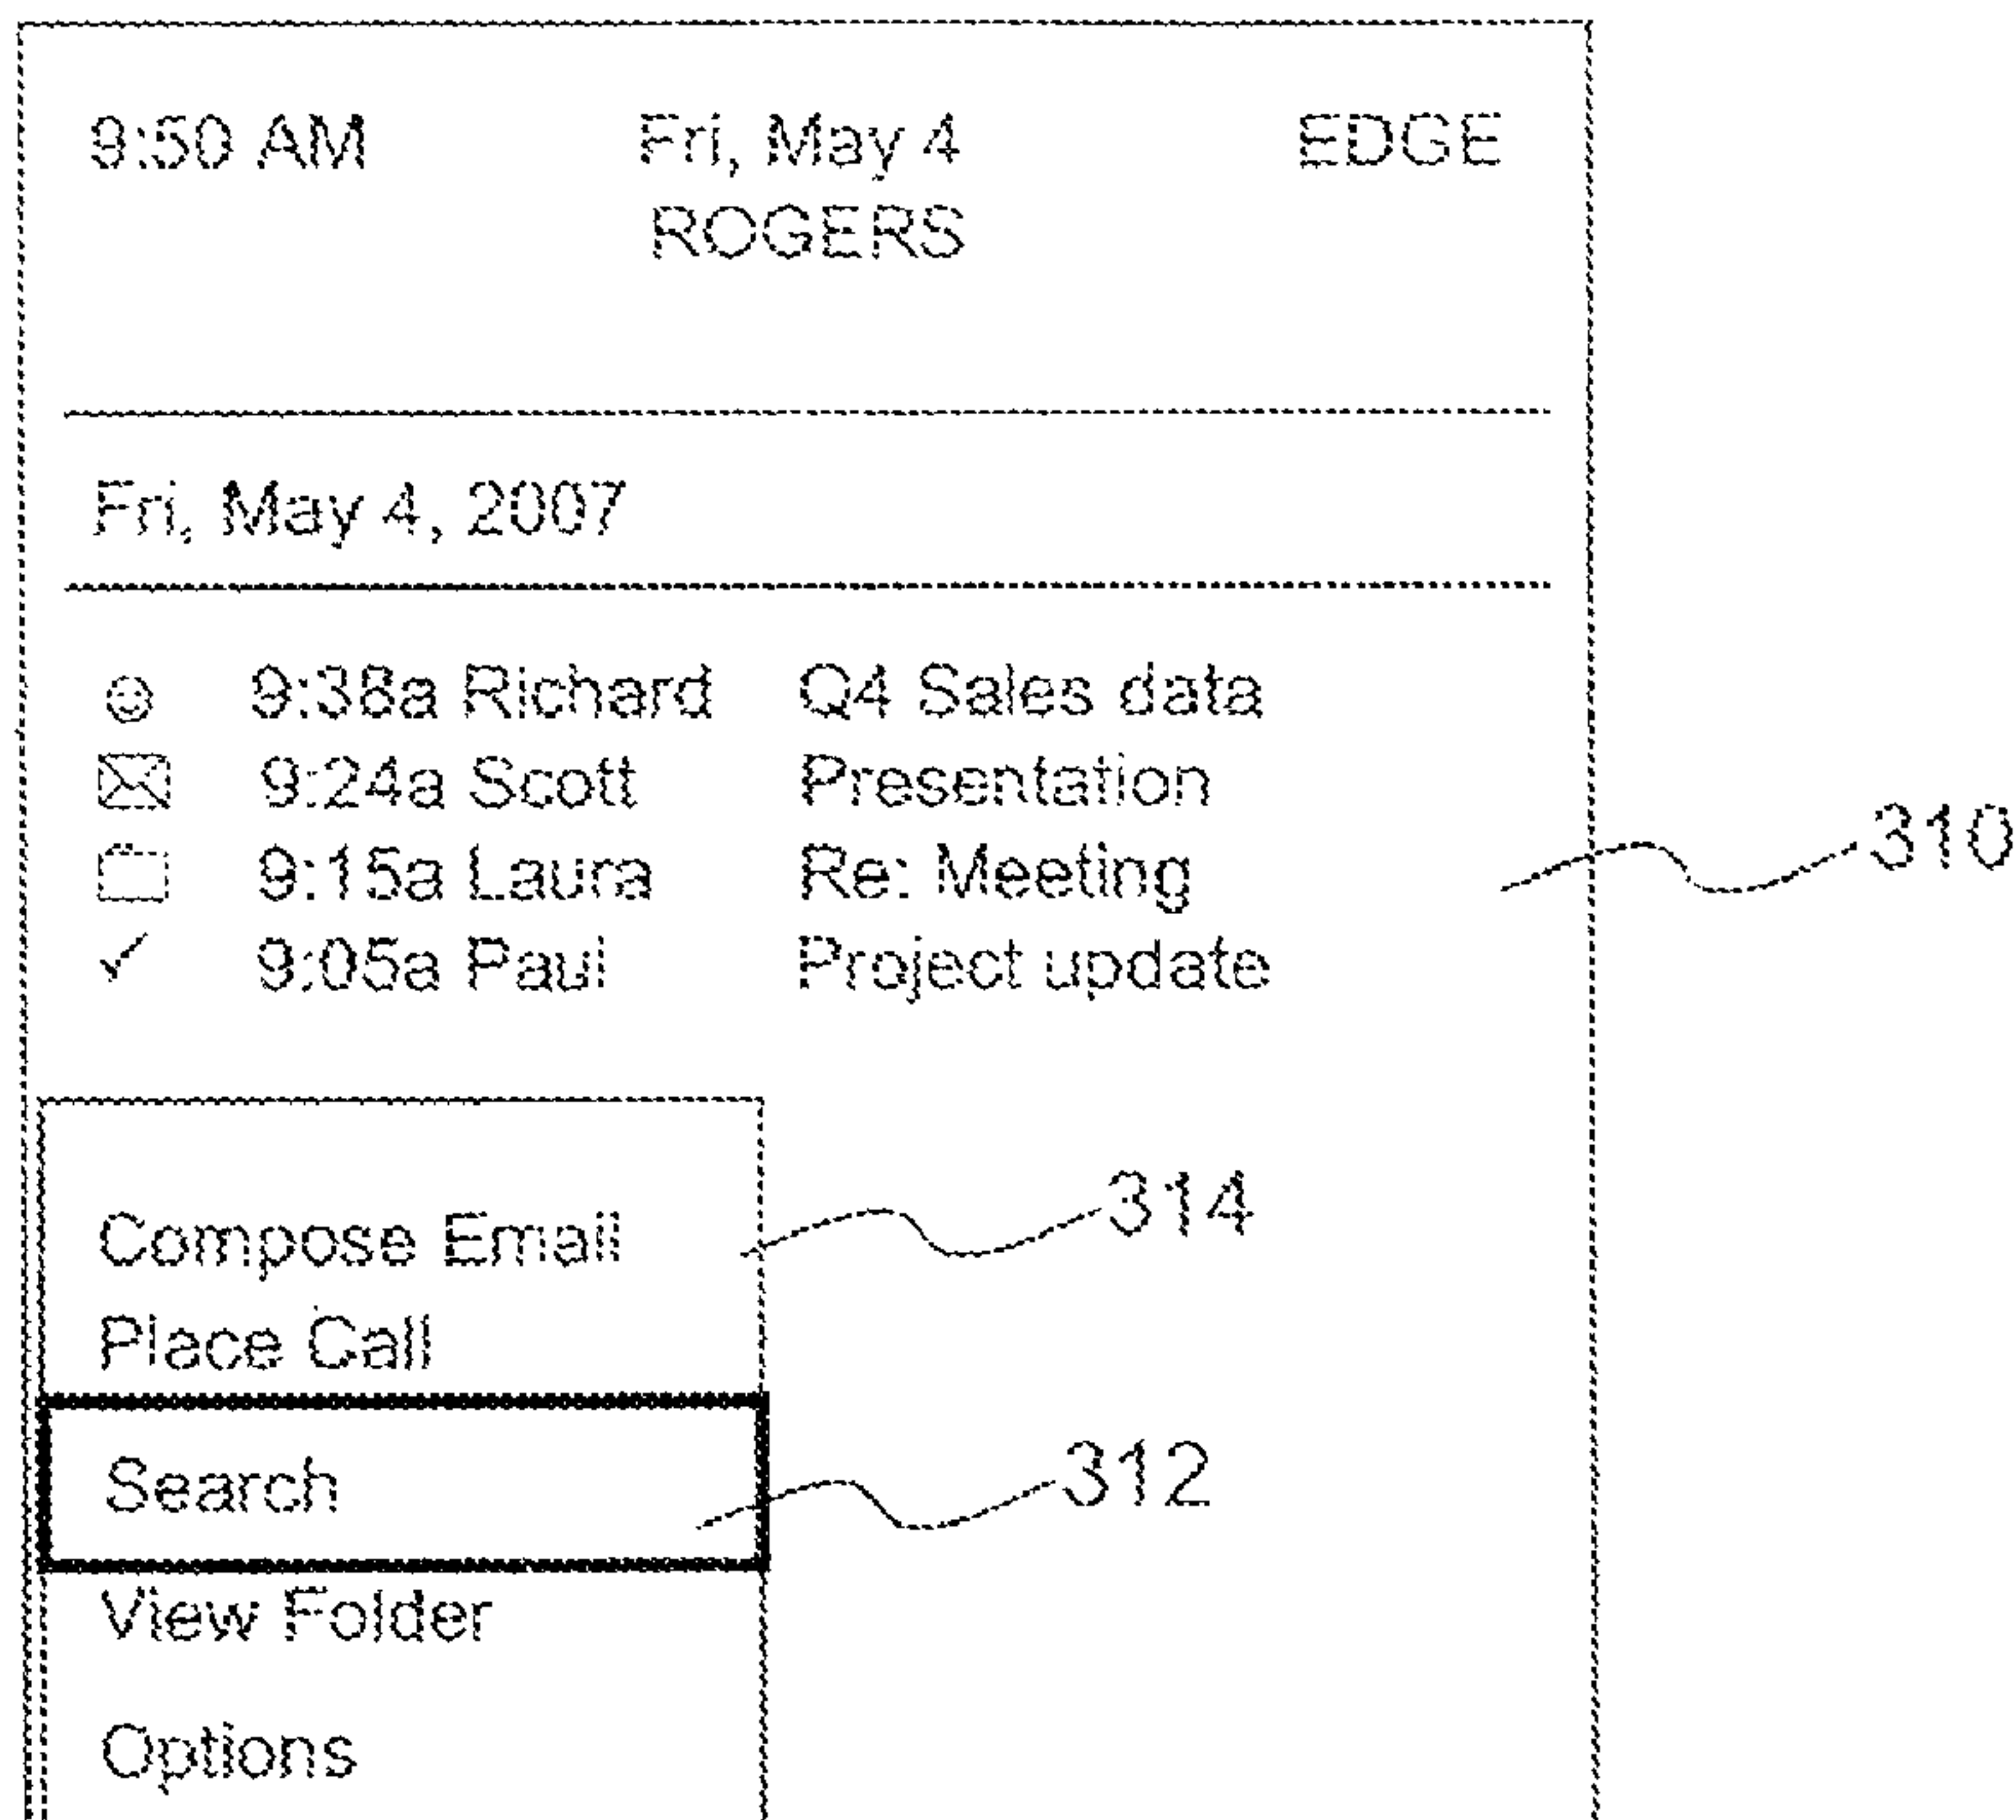 9:50 AM Fri, May 4 EDGE
ROGERS
Fri, May 4, 2007
9:38a Richard Q4 Sales data
9:24a Scott Presentation
9:15a Laura Re: Meeting
310
9:05a Paul Project update
314
Compose Email
Place Call
Search 312
View Folder
Options